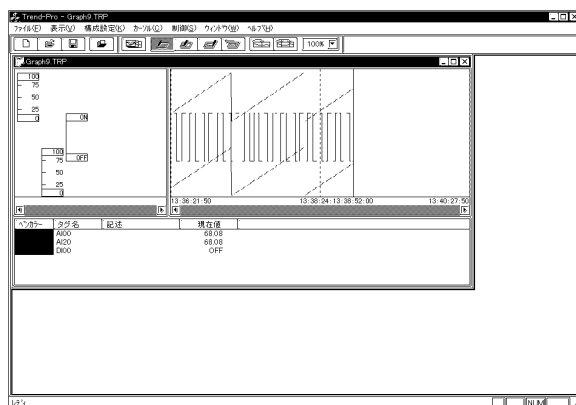 Trend-Pro - Graph9.TRP
ファイル(F) 表示(V) 構成設定(K) カーソル(C) 制御(S) ウィンドウ(W) ヘルプ(H)
100%
Graph9.TRP
100
75
50
25
0
ON
OFF
100
75
50
25
0
13:36:21:50 13:38:24:13:38:52:00 13:40:27:50
ペンカラー タグ名 記述 現在値
AI00 68.08
AI20 68.08
DI00 OFF
レディ NUM